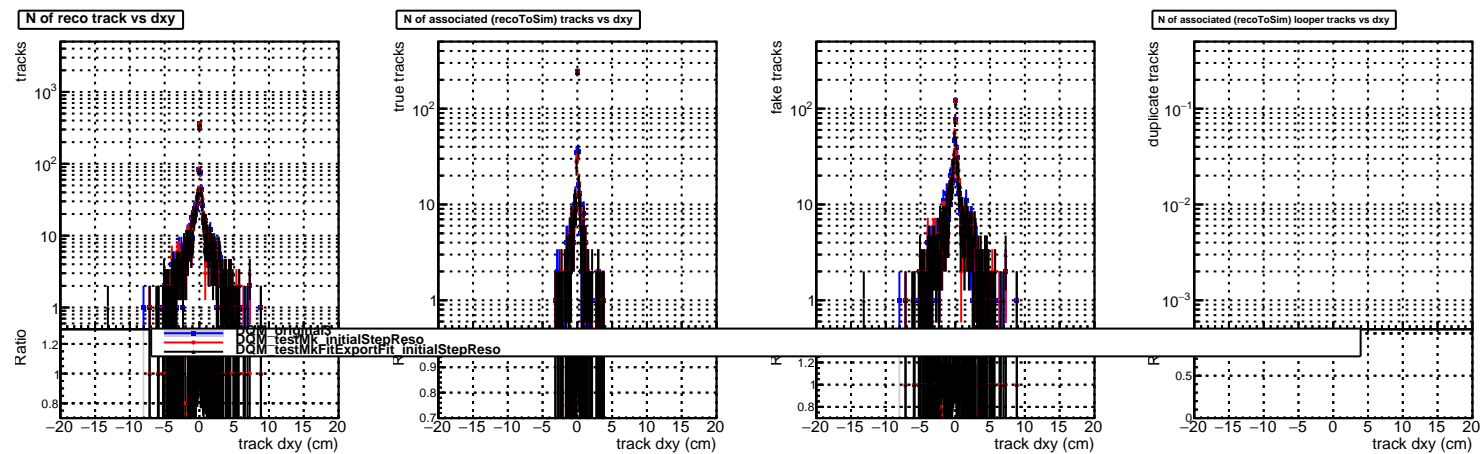 N of reco track vs dxy
N of associated (recoToSim) tracks vs dxy
N of associated (recoToSim) looper tracks vs dxy
tracks
10³
10²
10
1
Ratio
1.2
1
0.8
−20 −15 −10 −5 0 5 10 15 20
track dxy (cm)
true tracks
10²
10
1
0.9
0.8
0.7
−20 −15 −10 −5 0 5 10 15 20
track dxy (cm)
fake tracks
10²
10
1
1.2
1
0.8
−20 −15 −10 −5 0 5 10 15 20
track dxy (cm)
duplicate tracks
10⁻¹
10⁻²
10⁻³
0.5
0
−20 −15 −10 −5 0 5 10 15 20
track dxy (cm)
DQM_original3
DQM_testMk_initialStepReso
DQM_testMkFitExportFit_initialStepReso